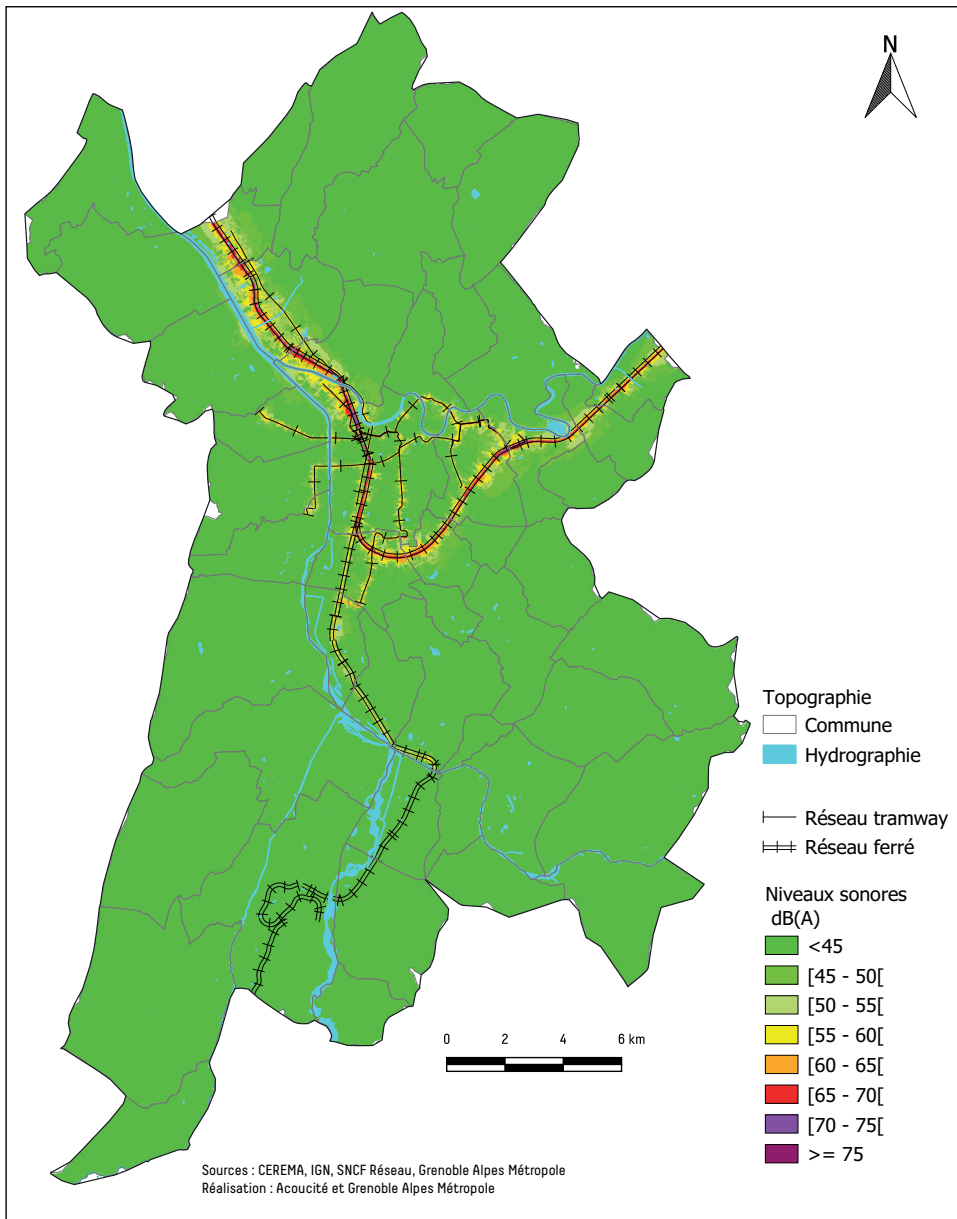 N
Topographie
Commune
Hydrographie
Réseau tramway
Réseau ferré
Niveaux sonores
dB(A)
<45
[45 - 50[
[50 - 55[
[55 - 60[
[60 - 65[
[65 - 70[
[70 - 75[
>= 75
0 2 4 6 km
Sources : CEREMA, IGN, SNCF Réseau, Grenoble Alpes Métropole
Réalisation : Acoucité et Grenoble Alpes Métropole